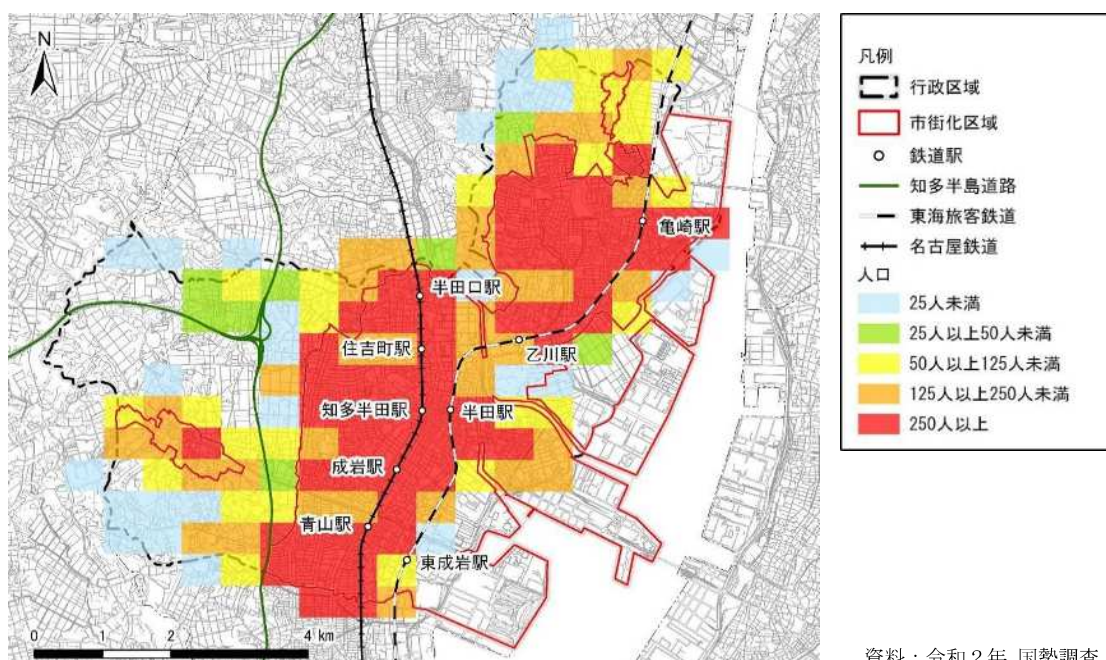 N
亀崎駅
半田口駅
住吉町駅
乙川駅
知多半田駅
半田駅
成岩駅
青山駅
東成岩駅
0 1 2 4 km
凡例
行政区域
市街化区域
鉄道駅
知多半島道路
東海旅客鉄道
名古屋鉄道
人口
25人未満
25人以上50人未満
50人以上125人未満
125人以上250人未満
250人以上
資料：令和2年 国勢調査